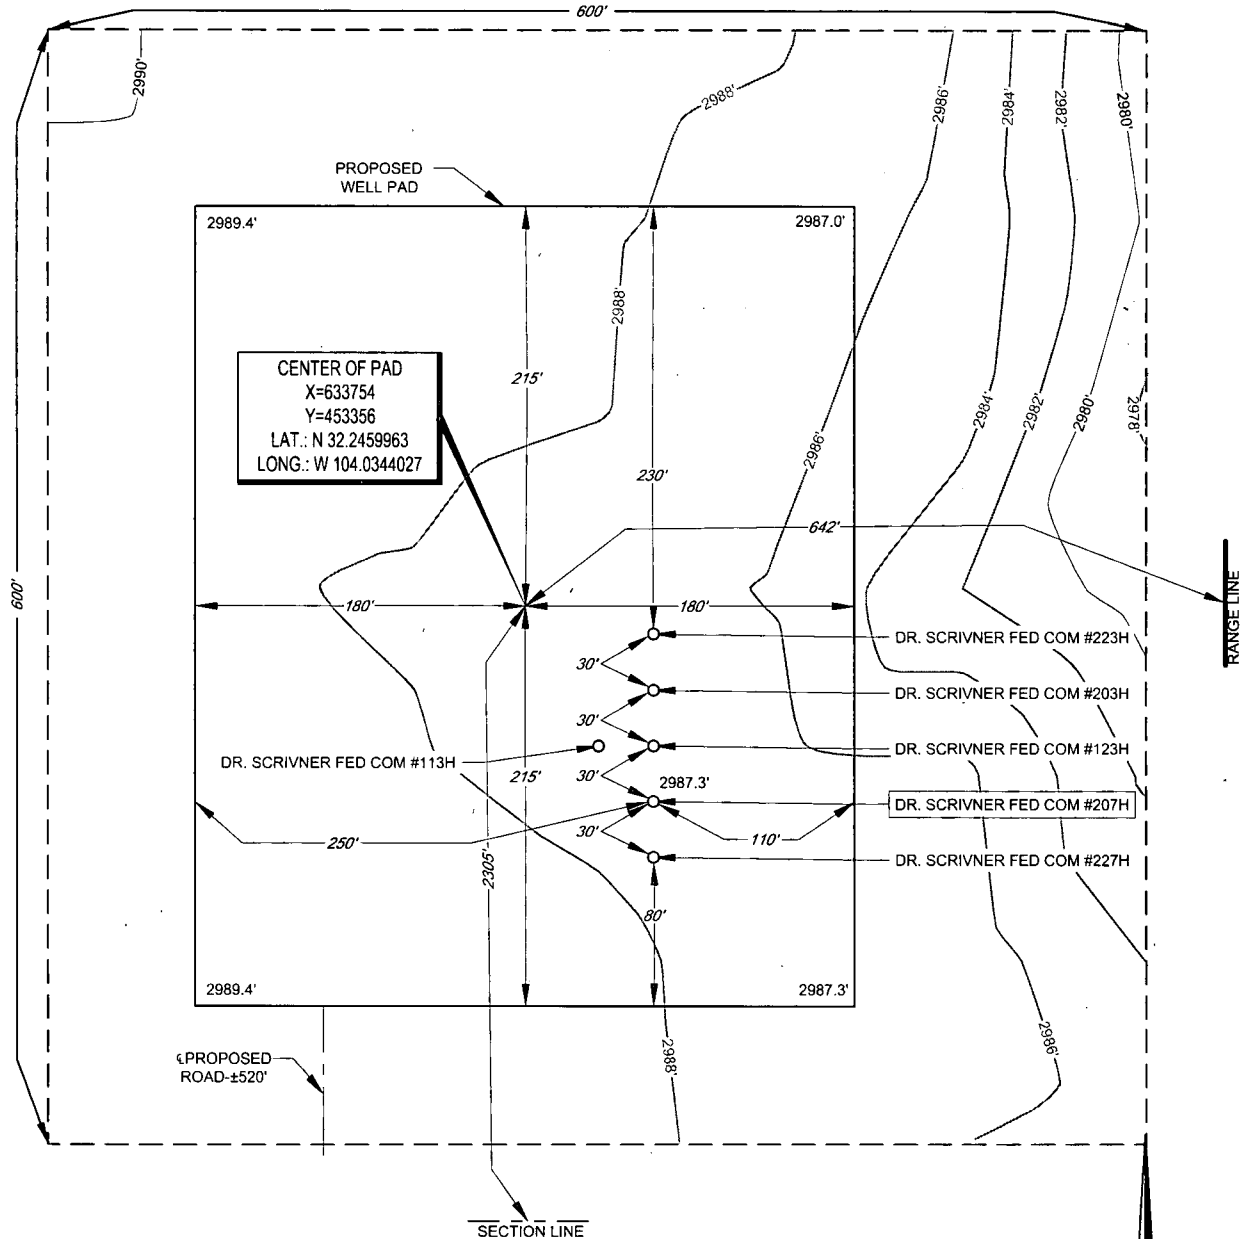 600'
2990'
2988'
2986'
2984'
2982'
2980'
PROPOSED
WELL PAD
2989.4'
2987.0'
2988'
CENTER OF PAD
X=633754
Y=453356
LAT.: N 32.2459963
LONG.: W 104.0344027
215'
230'
2986'
2984'
2982'
2980'
2978'
642'
600'
180'
180'
RANGE LINE
DR. SCRIVNER FED COM #223H
30'
DR. SCRIVNER FED COM #203H
30'
DR. SCRIVNER FED COM #123H
DR. SCRIVNER FED COM #113H
215'
30'
2987.3'
DR. SCRIVNER FED COM #207H
250'
30'
110'
DR. SCRIVNER FED COM #227H
2305'
80'
2989.4'
2987.3'
2988'
2986'
℄PROPOSED
ROAD-±520'
SECTION LINE